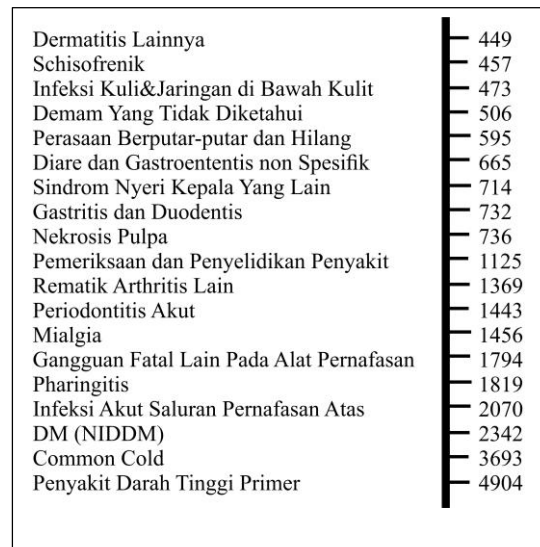 Dermatitis Lainnya 449
Schisofrenik 457
Infeksi Kuli&Jaringan di Bawah Kulit 473
Demam Yang Tidak Diketahui 506
Perasaan Berputar-putar dan Hilang 595
Diare dan Gastroententis non Spesifik 665
Sindrom Nyeri Kepala Yang Lain 714
Gastritis dan Duodentis 732
Nekrosis Pulpa 736
Pemeriksaan dan Penyelidikan Penyakit 1125
Rematik Arthritis Lain 1369
Periodontitis Akut 1443
Mialgia 1456
Gangguan Fatal Lain Pada Alat Pernafasan 1794
Pharingitis 1819
Infeksi Akut Saluran Pernafasan Atas 2070
DM (NIDDM) 2342
Common Cold 3693
Penyakit Darah Tinggi Primer 4904